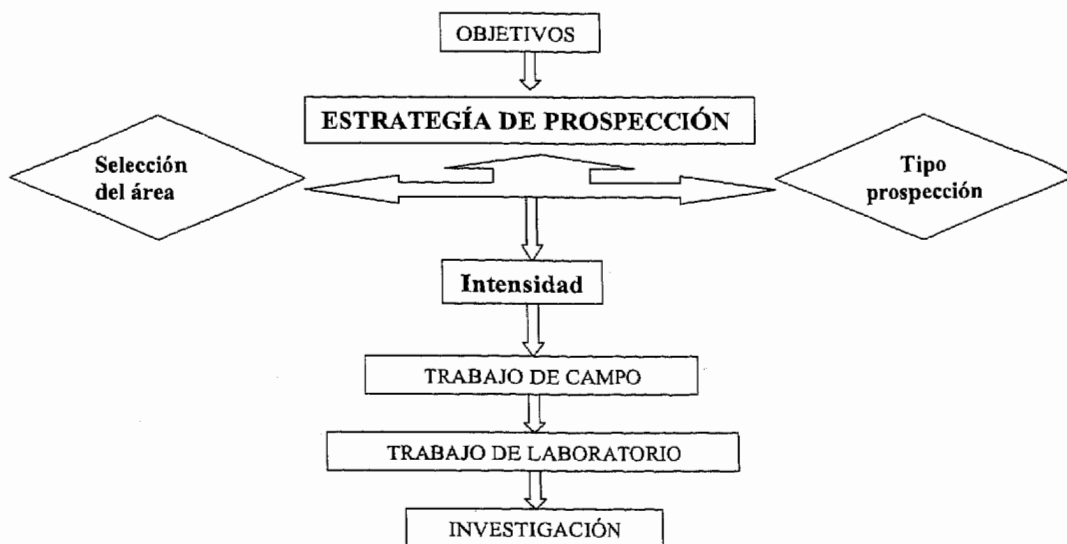 OBJETIVOS
ESTRATEGÍA DE PROSPECCIÓN
Selección
del área
Tipo
prospección
Intensidad
TRABAJO DE CAMPO
TRABAJO DE LABORATORIO
INVESTIGACIÓN